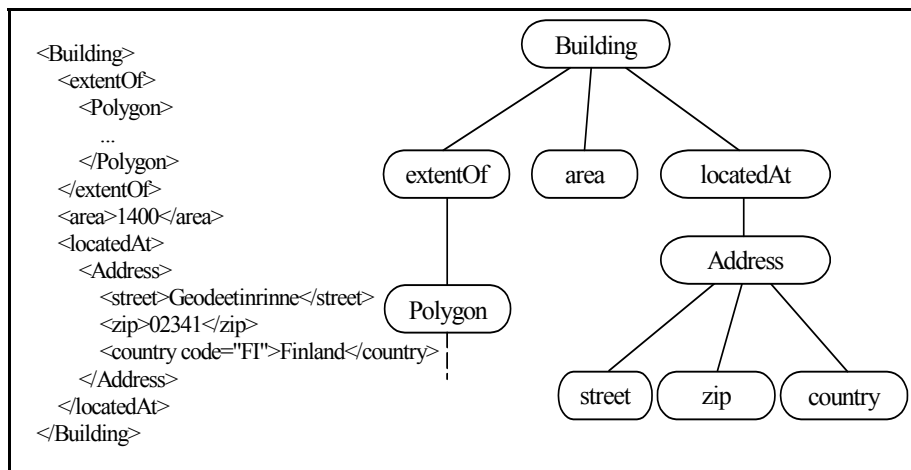 <Building>
<extentOf>
<Polygon>
...
</Polygon>
</extentOf>
<area>1400</area>
<locatedAt>
<Address>
<street>Geodeetinrinne</street>
<zip>02341</zip>
<country code="FI">Finland</country>
</Address>
</locatedAt>
</Building>
Building
extentOf area locatedAt
Address
Polygon
street zip country